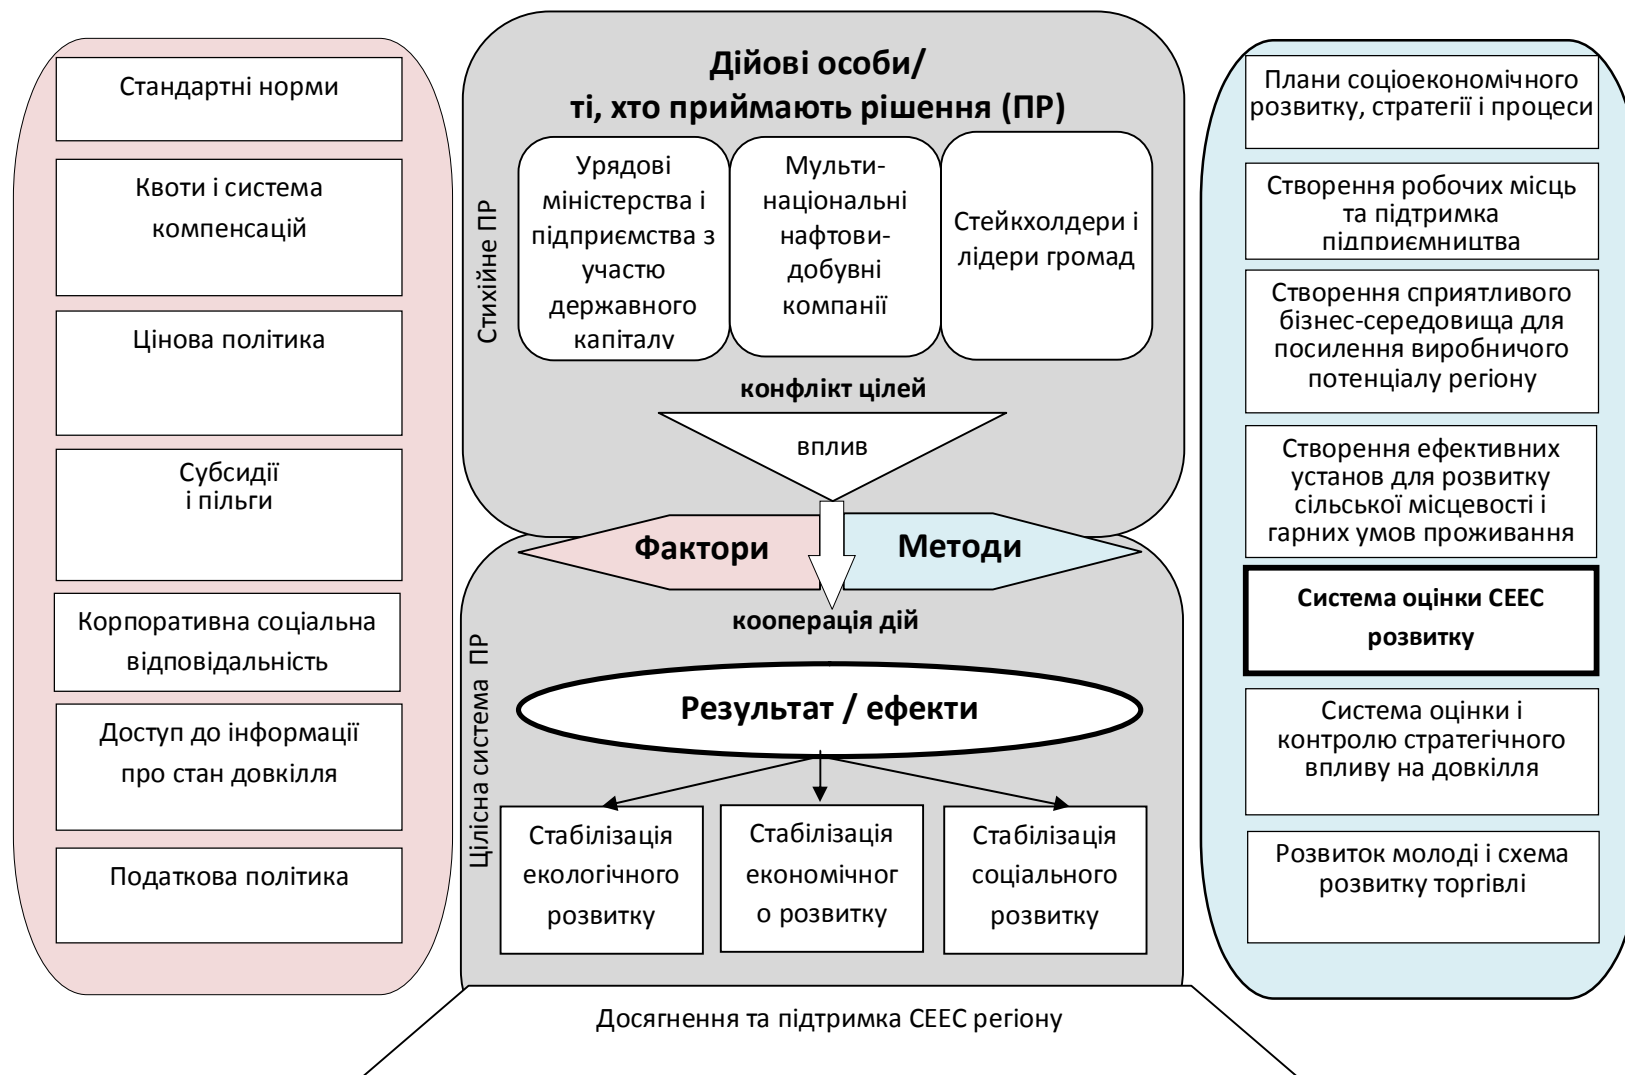 Стандартні норми
Квоти і система
компенсацій
Цінова політика
Субсидії
і пільги
Корпоративна соціальна
відповідальність
Доступ до інформації
про стан довкілля
Податкова політика
Дійові особи/
ті, хто приймають рішення (ПР)
Стихійне ПР
Урядові
міністерства і
підприємства з
участю
державного
капіталу
Мульти-
національні
нафтови-
добувні
компанії
Стейкхолдери і
лідери громад
конфлікт цілей
вплив
Фактори
Методи
кооперація дій
Цілісна система ПР
Результат / ефекти
Стабілізація
екологічного
розвитку
Стабілізація
економічног
о розвитку
Стабілізація
соціального
розвитку
Досягнення та підтримка СЕЕС регіону
Плани соціоекономічного
розвитку, стратегії і процеси
Створення робочих місць
та підтримка
підприємництва
Створення сприятливого
бізнес-середовища для
посилення виробничого
потенціалу регіону
Створення ефективних
установ для розвитку
сільської місцевості і
гарних умов проживання
Система оцінки СЕЕС
розвитку
Система оцінки і
контролю стратегічного
впливу на довкілля
Розвиток молоді і схема
розвитку торгівлі